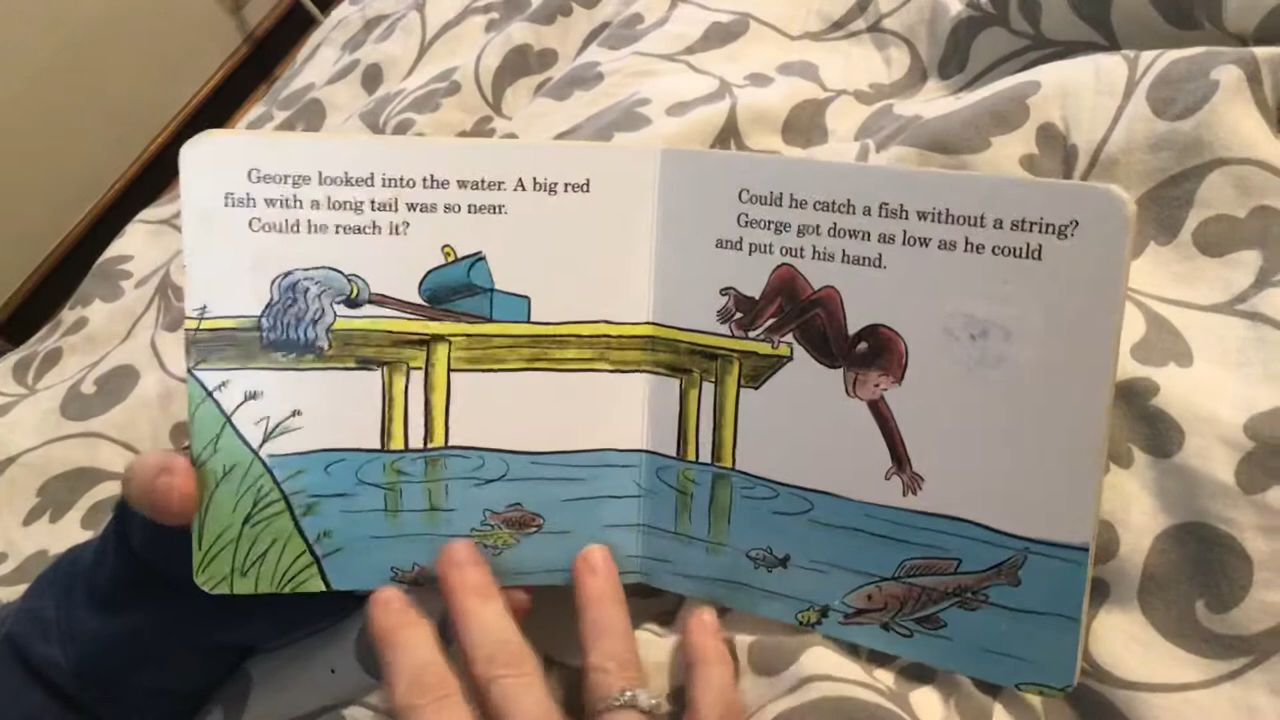 George looked into the water. A big red
fish with a long tail was so near.
Could he reach it?
Could he catch a fish without a string?
George got down as low as he could
and put out his hand.